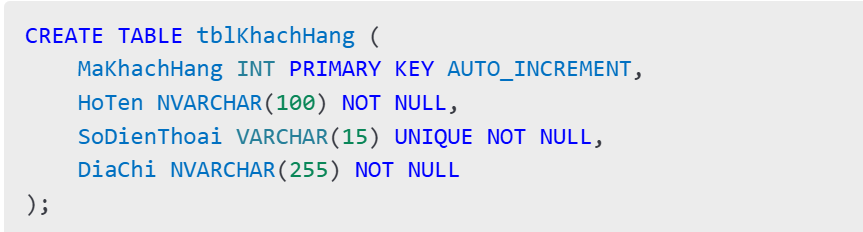 CREATE TABLE tblKhachHang (
    MaKhachHang INT PRIMARY KEY AUTO_INCREMENT,
    HoTen NVARCHAR(100) NOT NULL,
    SoDienThoai VARCHAR(15) UNIQUE NOT NULL,
    DiaChi NVARCHAR(255) NOT NULL
);